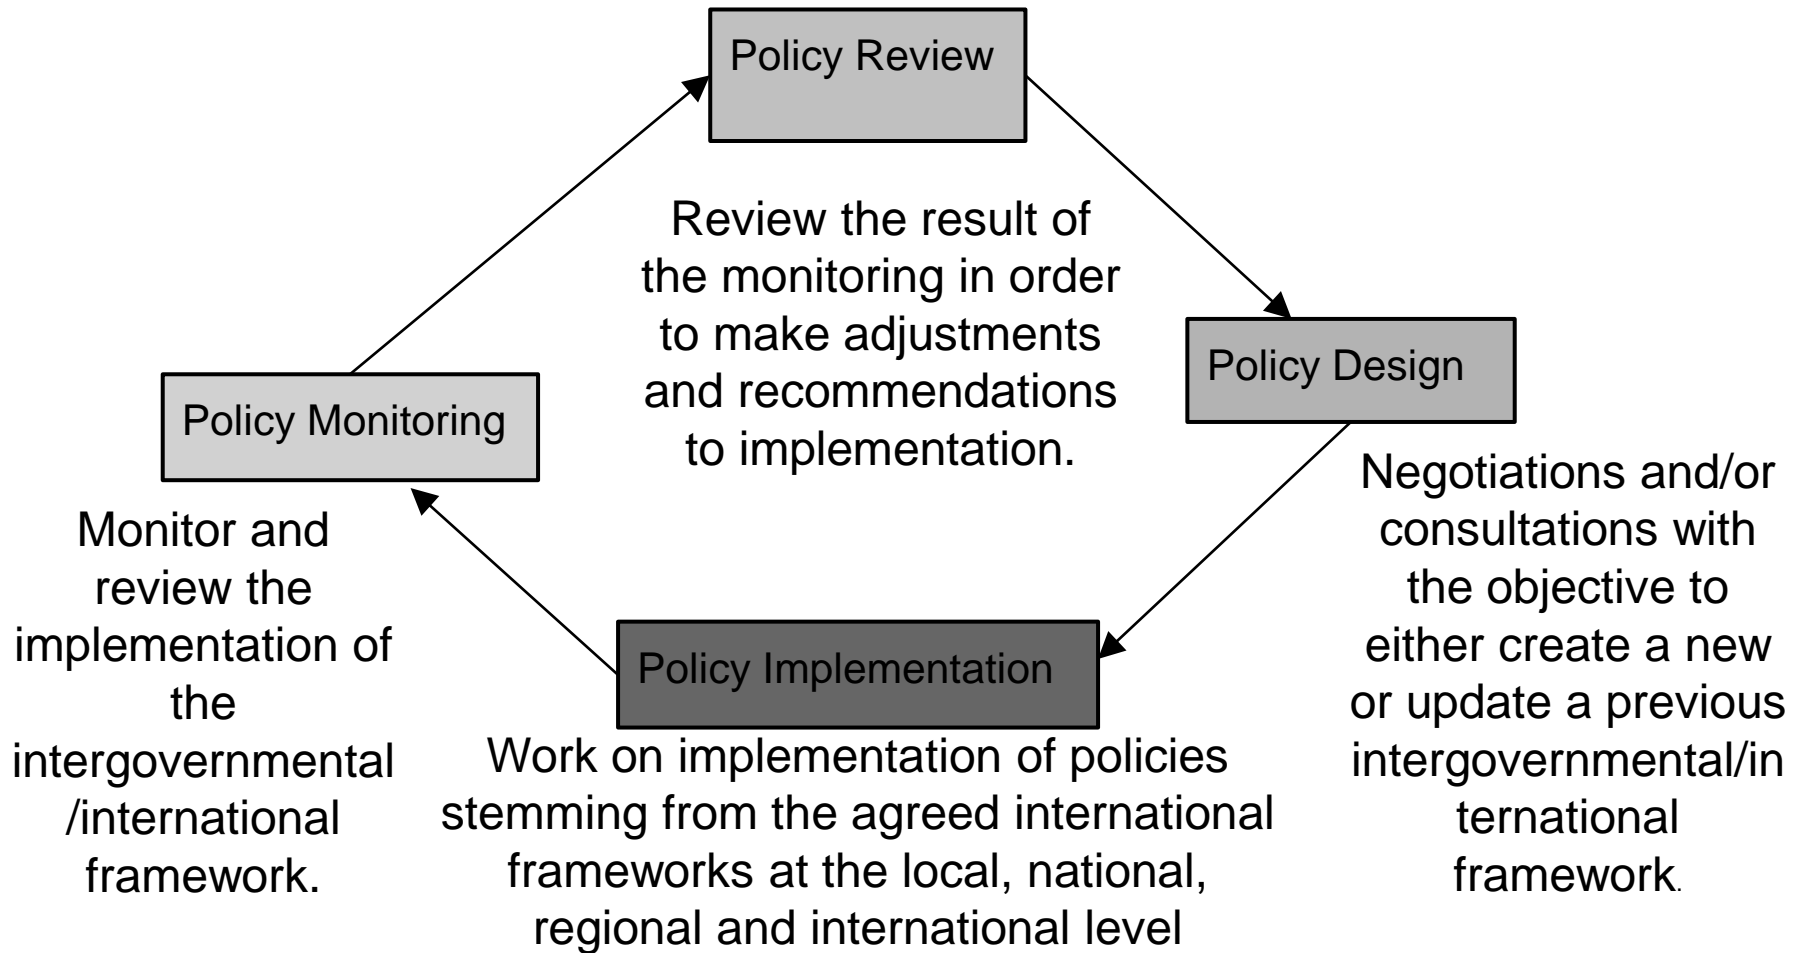 Policy Review
Review the result of
the monitoring in order
to make adjustments
and recommendations
to implementation.
Policy Design
Negotiations and/or
consultations with
the objective to
either create a new
or update a previous
intergovernmental/in
ternational
framework.
Policy Monitoring
Monitor and
review the
implementation of
the
intergovernmental
/international
framework.
Policy Implementation
Work on implementation of policies
stemming from the agreed international
frameworks at the local, national,
regional and international level